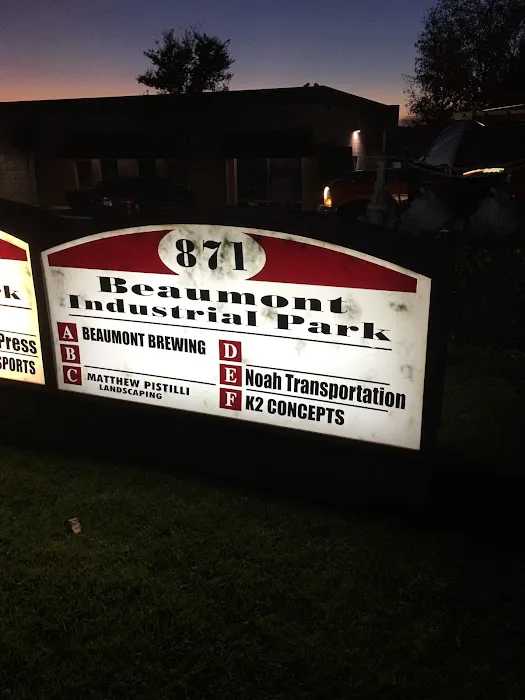 871
Beaumont
Industrial Park
A BEAUMONT BREWING
B
C MATTHEW PISTILLI
LANDSCAPING
D
E Noah Transportation
F K2 CONCEPTS
k
Press
SPORTS